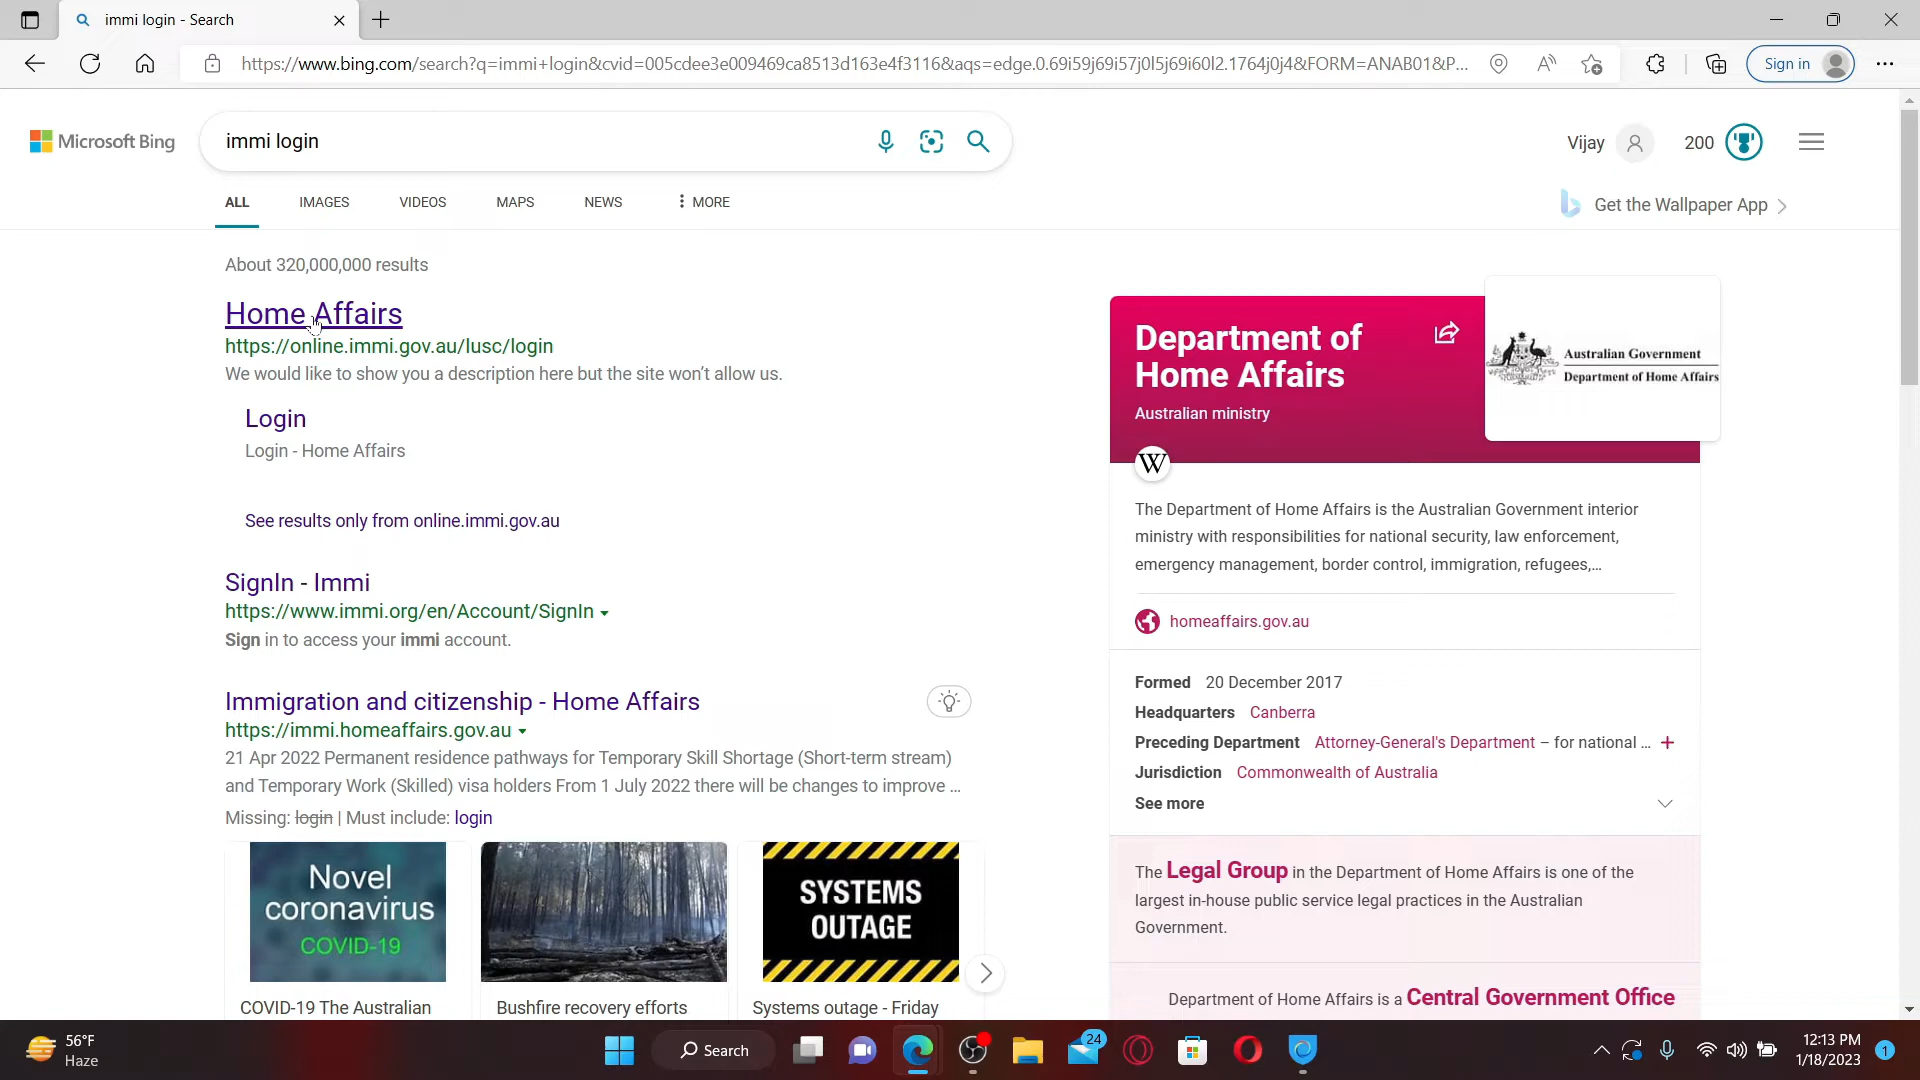 immi login - Search
https://www.bing.com/search?q=immi+login&cvid=005cdee3e009469ca8513d163e4f3116&aqs=edge.0.69i59j69i57j0l5j69i60l2.1764j0j4&FORM=ANAB01&P...
Sign in
Microsoft Bing
immi login
Vijay
200
ALL
IMAGES
VIDEOS
MAPS
NEWS
MORE
Get the Wallpaper App
About 320,000,000 results
Home Affairs
https://online.immi.gov.au/lusc/login
We would like to show you a description here but the site won't allow us.
Login
Login - Home Affairs
See results only from online.immi.gov.au
SignIn - Immi
https://www.immi.org/en/Account/SignIn
Sign in to access your immi account.
Immigration and citizenship - Home Affairs
https://immi.homeaffairs.gov.au
21 Apr 2022 Permanent residence pathways for Temporary Skill Shortage (Short-term stream)
and Temporary Work (Skilled) visa holders From 1 July 2022 there will be changes to improve ...
Missing: login | Must include: login
Novel
coronavirus
COVID-19
SYSTEMS
OUTAGE
COVID-19 The Australian
Bushfire recovery efforts
Systems outage - Friday
Department of
Home Affairs
Australian ministry
Australian Government
Department of Home Affairs
W
The Department of Home Affairs is the Australian Government interior
ministry with responsibilities for national security, law enforcement,
emergency management, border control, immigration, refugees,...
homeaffairs.gov.au
Formed 20 December 2017
Headquarters Canberra
Preceding Department Attorney-General's Department – for national ...
Jurisdiction Commonwealth of Australia
See more
The Legal Group in the Department of Home Affairs is one of the
largest in-house public service legal practices in the Australian
Government.
Department of Home Affairs is a Central Government Office
56°F
Haze
Search
24
12:13 PM
1/18/2023
1